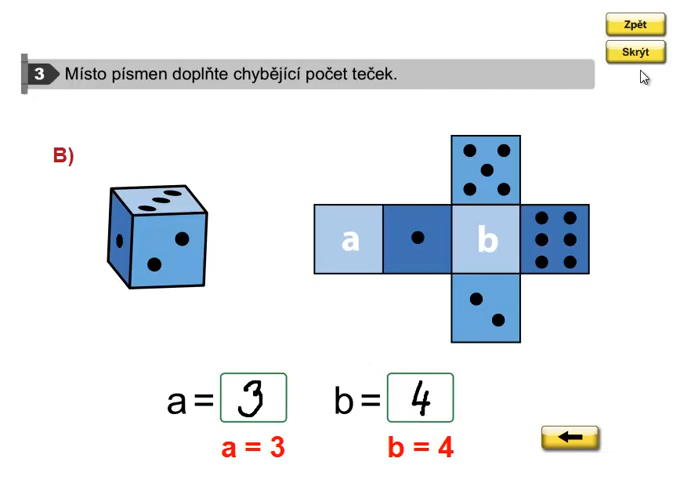 Zpět
Skrýt
3 Místo písmen doplňte chybějící počet teček.
B)
a b
a = 3 b = 4
a = 3 b = 4